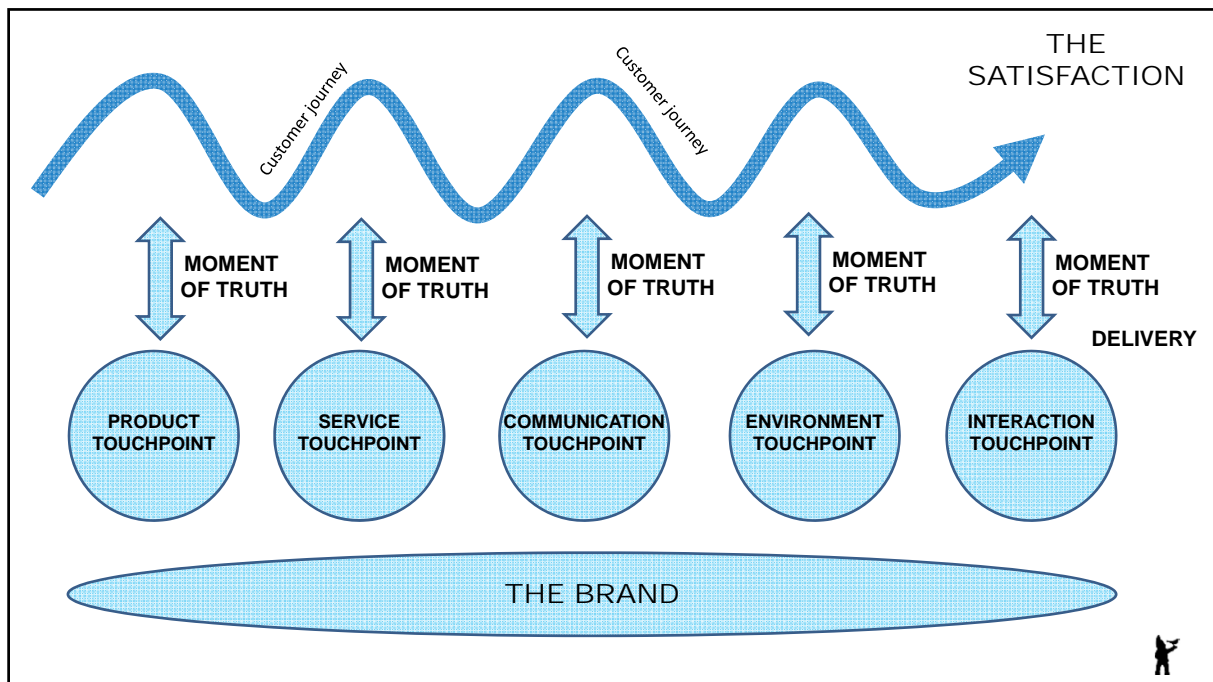 THE
SATISFACTION
Customer journey
Customer journey
MOMENT
OF TRUTH
MOMENT
OF TRUTH
MOMENT
OF TRUTH
MOMENT
OF TRUTH
MOMENT
OF TRUTH
DELIVERY
PRODUCT
TOUCHPOINT
SERVICE
TOUCHPOINT
COMMUNICATION
TOUCHPOINT
ENVIRONMENT
TOUCHPOINT
INTERACTION
TOUCHPOINT
THE BRAND